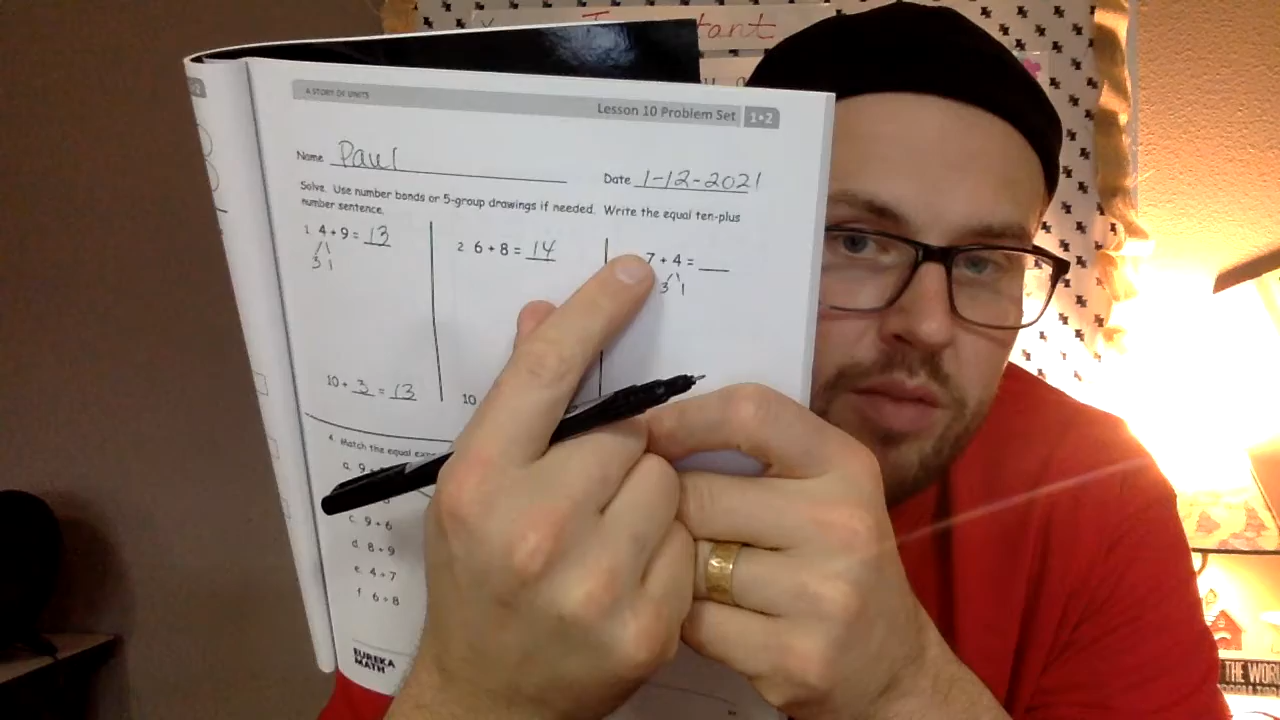 tant
A STORY OF UNITS
Lesson 10 Problem Set
1•2
Name Paul
Date 1-12-2021
Solve. Use number bonds or 5-group drawings if needed. Write the equal ten-plus
number sentence.
1. 4 + 9 = 13
3 1
2. 6 + 8 = 14
7 + 4 = __
3 1
10 + 3 = 13
10
4. Match the equal
a. 9
c. 9 + 6
d. 8 + 9
e. 4 + 7
f. 6 + 8
EUREKA
MATH
THE WORL